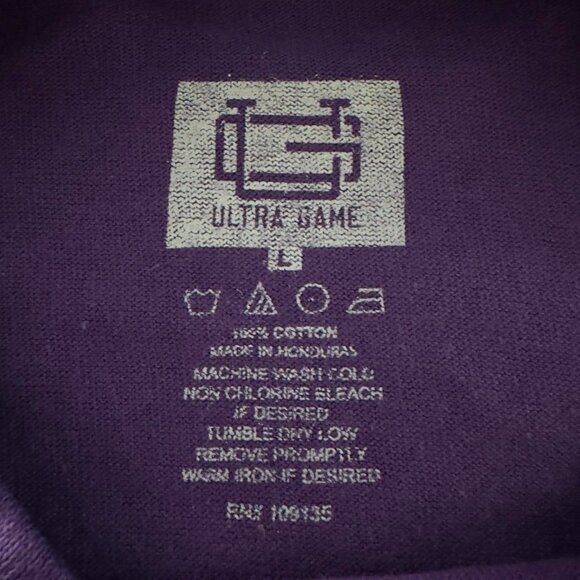 UG
ULTRA GAME
L
100% COTTON
MADE IN HONDURAS
MACHINE WASH COLD
NON CHLORINE BLEACH
IF DESIRED
TUMBLE DRY LOW
REMOVE PROMPTLY
WARM IRON IF DESIRED
RN# 109135